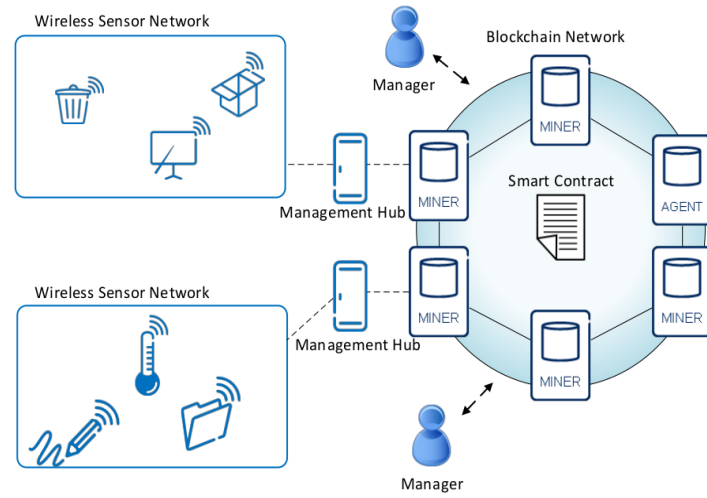 Wireless Sensor Network
Manager
Blockchain Network
MINER
Management Hub
MINER
Smart Contract
AGENT
Wireless Sensor Network
Management Hub
MINER
MINER
MINER
Manager